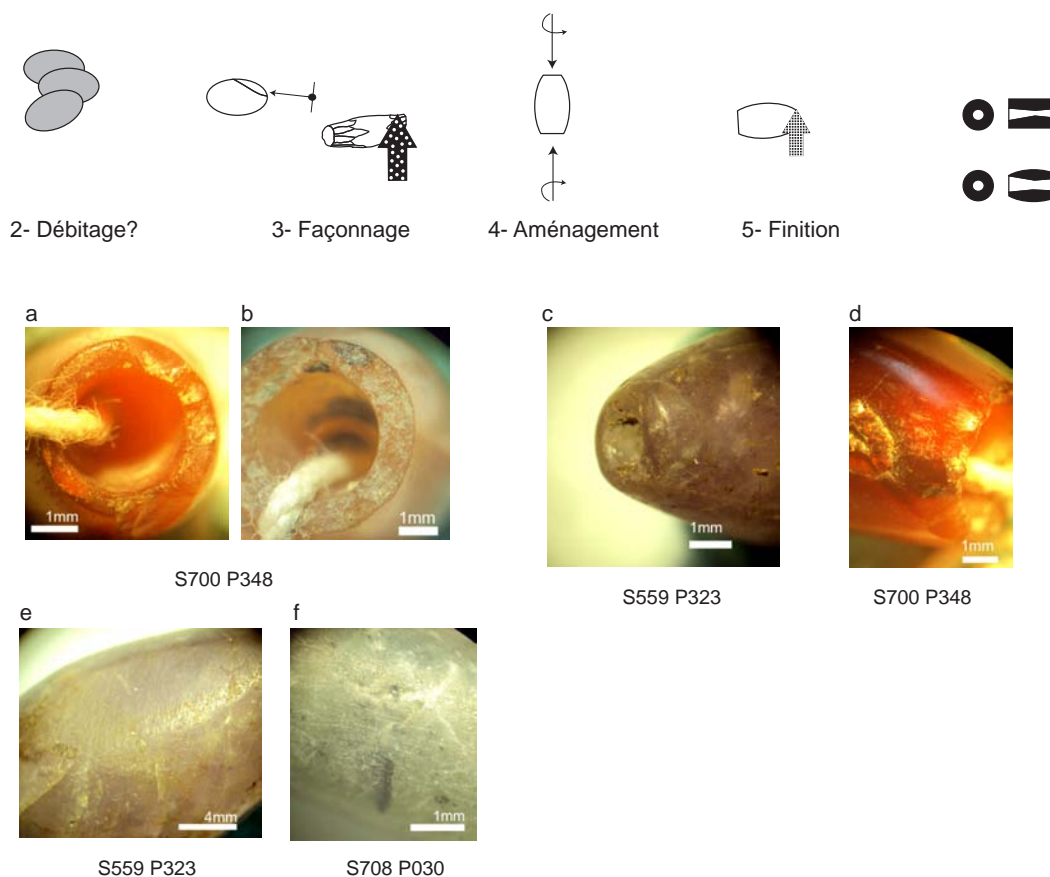 2- Débitage?
3- Façonnage
4- Aménagement
5- Finition
a
b
c
d
1mm
1mm
1mm
1mm
S700 P348
S559 P323
S700 P348
e
f
4mm
1mm
S559 P323
S708 P030